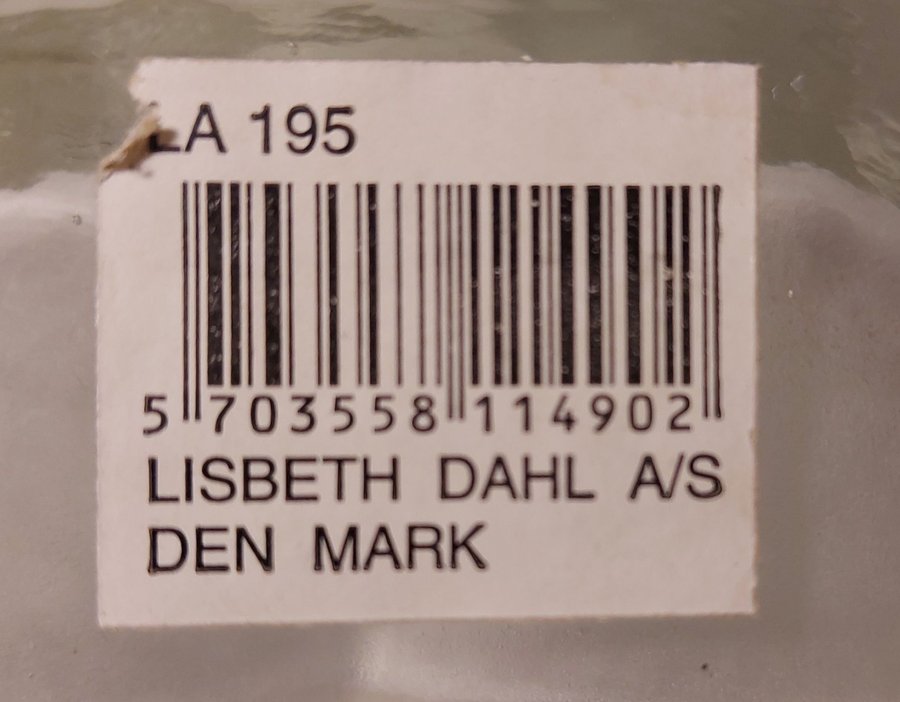 LA 195
5 703558 114902
LISBETH DAHL A/S
DEN MARK